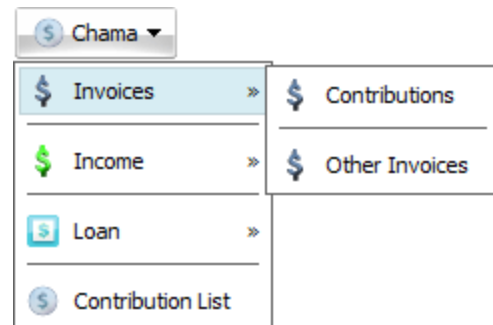 Chama
Invoices »
Contributions
Income »
Other Invoices
Loan »
Contribution List